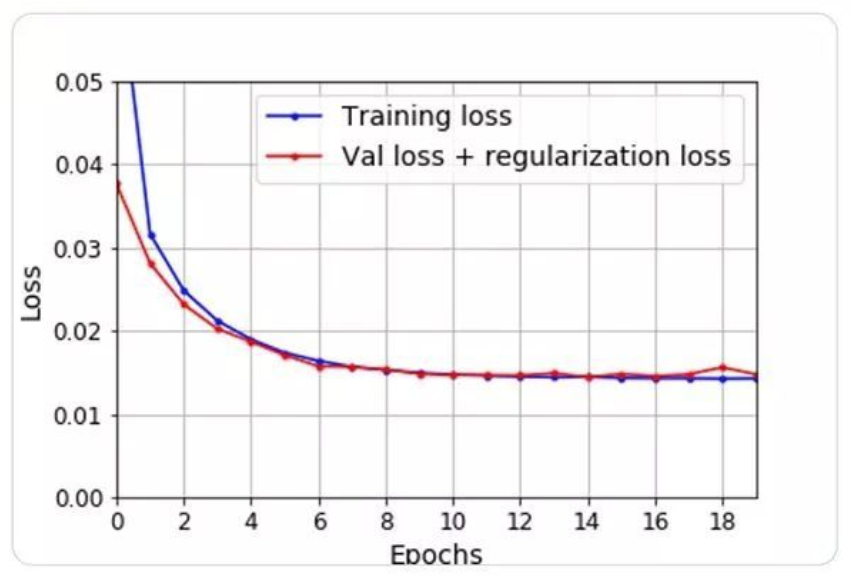 0.05
Training loss
Val loss + regularization loss
0.04
0.03
Loss
0.02
0.01
0.00
0 2 4 6 8 10 12 14 16 18
Epochs